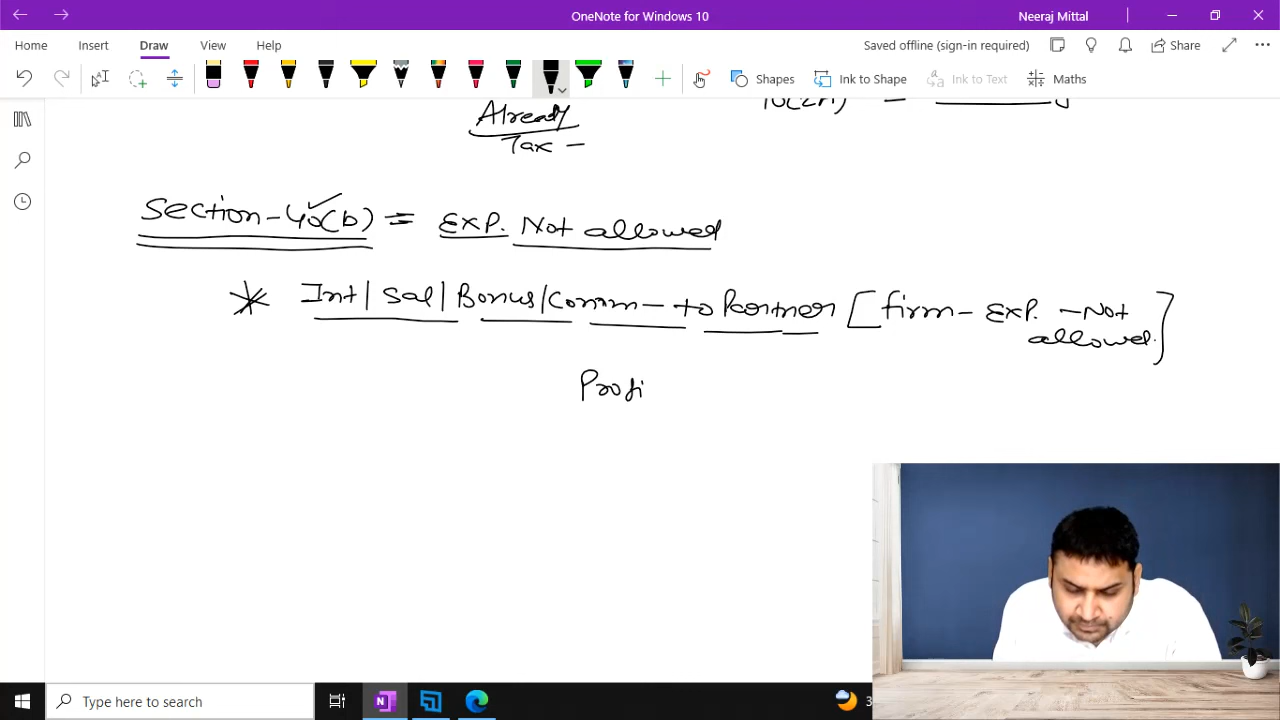 OneNote for Windows 10
Neeraj Mittal
Home Insert Draw View Help
Saved offline (sign-in required)
Share
Shapes
Ink to Shape
Ink to Text
Maths
Already
Tax -
Section-40(b) = Exp. Not allowed
Int/Sal/Bonus/Comm - to Partner [firm - Exp. - Not
allowed.]
Profi
Type here to search
3